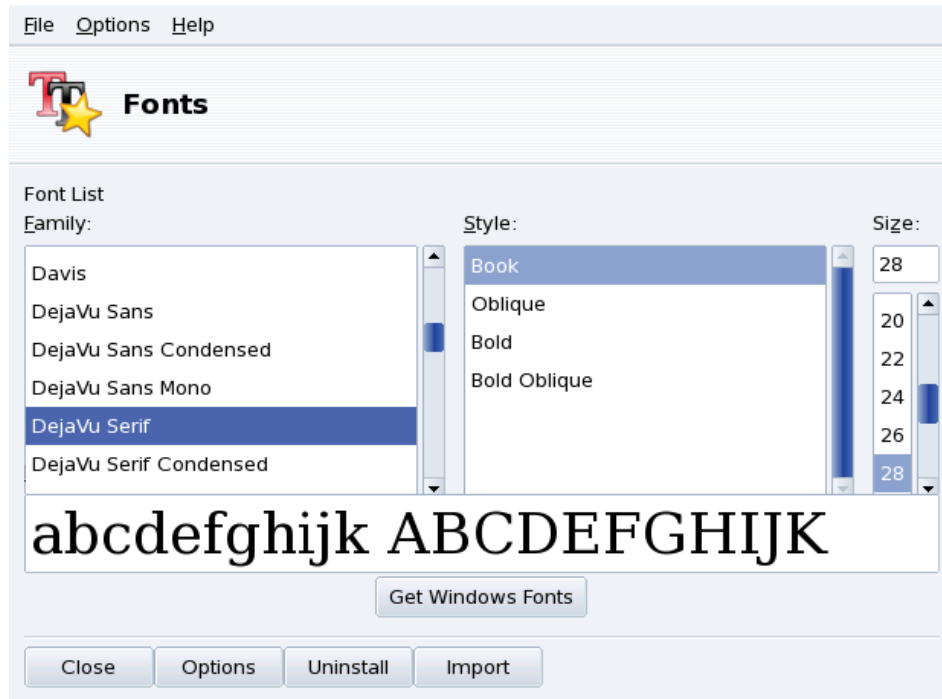 File Options Help
Fonts
Font List
Family: Style: Size:
Davis Book 28
DejaVu Sans Oblique 20
DejaVu Sans Condensed Bold 22
DejaVu Sans Mono Bold Oblique 24
DejaVu Serif 26
DejaVu Serif Condensed 28
abcdefghijk ABCDEFGHIJK
Get Windows Fonts
Close Options Uninstall Import